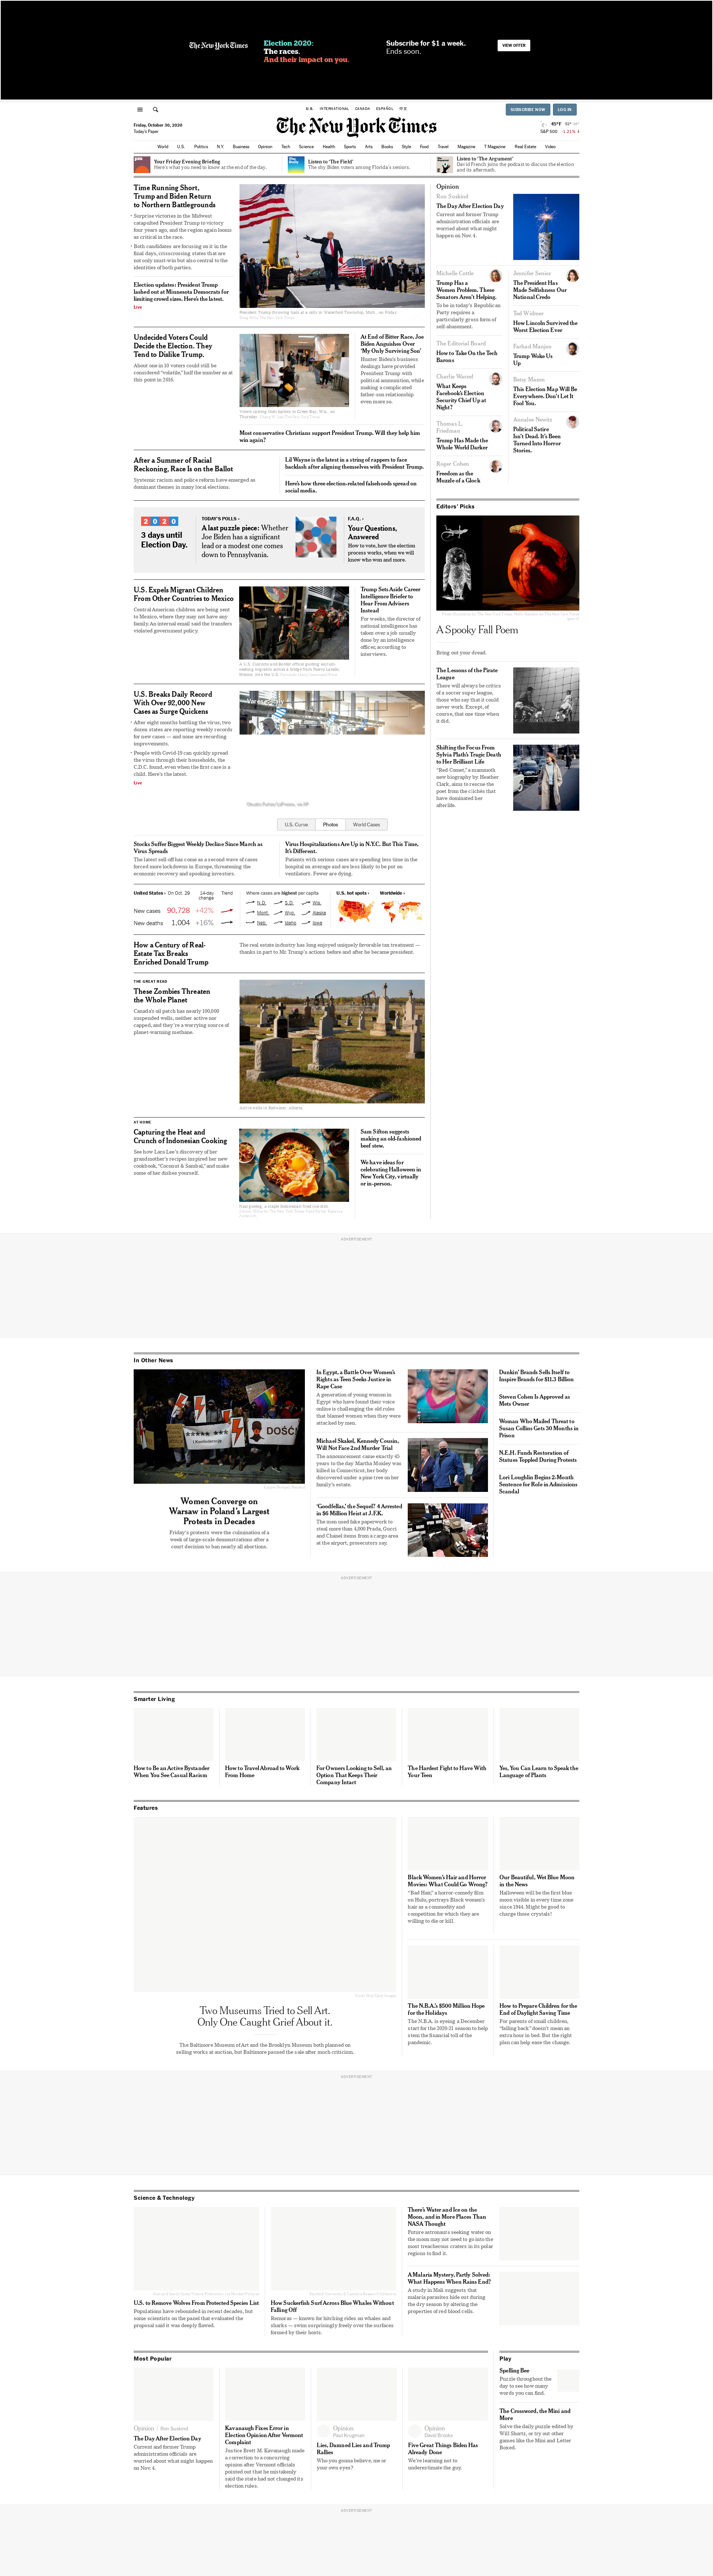 The New York Times
Election 2020:
The races.
And their impact on you.
Subscribe for $1 a week.
Ends soon.
VIEW OFFER
U.S. INTERNATIONAL CANADA ESPAÑOL 中文
SUBSCRIBE NOW LOG IN
Friday, October 30, 2020
Today's Paper
The New York Times
45°F
S&P 500 -1.21%
World U.S. Politics N.Y. Business Opinion Tech Science Health Sports Arts Books Style Food Travel Magazine T Magazine Real Estate Video
Your Friday Evening Briefing
Here's what you need to know at the end of the day.
Listen to 'The Field'
The shy Biden voters among Florida's seniors.
Listen to 'The Argument'
David French joins the podcast to discuss the election and its aftermath.
Time Running Short,
Trump and Biden Return
to Northern Battlegrounds
Surprise victories in the Midwest
catapulted President Trump to victory
four years ago, and the region again looms
as critical in the race.
Both candidates are focusing on it in the
final days, crisscrossing states that are
not only must-win but also central to the
identities of both parties.
Election updates: President Trump
lashed out at Minnesota Democrats for
limiting crowd sizes. Here's the latest.
Live
President Trump throwing hats at a rally in Waterford Township, Mich., on Friday.
Undecided Voters Could
Decide the Election. They
Tend to Dislike Trump.
About one in 10 voters could still be
considered "volatile," half the number as at
this point in 2016.
Voters casting their ballots in Green Bay, Wis., on
Thursday.
At End of Bitter Race, Joe
Biden Anguishes Over
'My Only Surviving Son'
Hunter Biden's business
dealings have provided
President Trump with
political ammunition, while
making a complicated
father-son relationship
even more so.
Most conservative Christians support President Trump. Will they help him
win again?
After a Summer of Racial
Reckoning, Race Is on the Ballot
Systemic racism and police reform have emerged as
dominant themes in many local elections.
Lil Wayne is the latest in a string of rappers to face
backlash after aligning themselves with President Trump.
Here's how three election-related falsehoods spread on
social media.
2020
3 days until
Election Day.
TODAY'S POLLS ›
A last puzzle piece: Whether
Joe Biden has a significant
lead or a modest one comes
down to Pennsylvania.
F.A.Q. ›
Your Questions,
Answered
How to vote, how the election
process works, when we will
know who won and more.
U.S. Expels Migrant Children
From Other Countries to Mexico
Central American children are being sent
to Mexico, where they may not have any
family. An internal email said the transfers
violated government policy.
A U.S. Customs and Border officer guiding asylum-
seeking migrants across a bridge from Nuevo Laredo,
Mexico, into the U.S.
Trump Sets Aside Career
Intelligence Briefer to
Hear From Advisers
Instead
For weeks, the director of
national intelligence has
taken over a job usually
done by an intelligence
officer, according to
interviews.
U.S. Breaks Daily Record
With Over 92,000 New
Cases as Surge Quickens
After eight months battling the virus, two
dozen states are reporting weekly records
for new cases — and none are recording
improvements.
People with Covid-19 can quickly spread
the virus through their households, the
C.D.C. found, even when the first case is a
child. Here's the latest.
Live
U.S. Curve Photos World Cases
Stocks Suffer Biggest Weekly Decline Since March as
Virus Spreads
The latest sell-off has come as a second wave of cases
forced more lockdowns in Europe, threatening the
economic recovery and spooking investors.
Virus Hospitalizations Are Up in N.Y.C. But This Time,
It's Different.
Patients with serious cases are spending less time in the
hospital on average and are less likely to be put on
ventilators. Fewer are dying.
United States › On Oct. 29 14-day change Trend
New cases 90,728 +42%
New deaths 1,004 +16%
Where cases are highest per capita
N.D. S.D. Wis.
Mont. Wyo. Alaska
Neb. Idaho Iowa
U.S. hot spots › Worldwide ›
How a Century of Real-
Estate Tax Breaks
Enriched Donald Trump
The real estate industry has long enjoyed uniquely favorable tax treatment —
thanks in part to Mr. Trump's actions before and after he became president.
THE GREAT READ
These Zombies Threaten
the Whole Planet
Canada's oil patch has nearly 100,000
suspended wells, neither active nor
capped, and they're a worrying source of
planet-warming methane.
AT HOME
Capturing the Heat and
Crunch of Indonesian Cooking
See how Lara Lee's discovery of her
grandmother's recipes inspired her new
cookbook, "Coconut & Sambal," and make
some of her dishes yourself.
Nasi goreng, a staple Indonesian fried-rice dish.
Sam Sifton suggests
making an old-fashioned
beef stew.
We have ideas for
celebrating Halloween in
New York City, virtually
or in-person.
Opinion
Ron Suskind
The Day After Election Day
Current and former Trump
administration officials are
worried about what might
happen on Nov. 4.
Michelle Cottle
Trump Has a
Women Problem. These
Senators Aren't Helping.
To be in today's Republican
Party requires a
particularly gross form of
self-abasement.
The Editorial Board
How to Take On the Tech
Barons
Charlie Warzel
What Keeps
Facebook's Election
Security Chief Up at
Night?
Thomas L.
Friedman
Trump Has Made the
Whole World Darker
Roger Cohen
Freedom as the
Muzzle of a Glock
Jennifer Senior
The President Has
Made Selfishness Our
National Credo
Ted Widmer
How Lincoln Survived the
Worst Election Ever
Farhad Manjoo
Trump Woke Us
Up
Betsy Mason
This Election Map Will Be
Everywhere. Don't Let It
Fool You.
Annalee Newitz
Political Satire
Isn't Dead. It's Been
Turned Into Horror
Stories.
Editors' Picks
A Spooky Fall Poem
Bring out your dread.
The Lessons of the Pirate
League
There will always be critics
of a soccer super league,
those who say that it could
never work. Except, of
course, that one time when
it did.
Shifting the Focus From
Sylvia Plath's Tragic Death
to Her Brilliant Life
"Red Comet," a mammoth
new biography by Heather
Clark, aims to rescue the
poet from the clichés that
have dominated her
afterlife.
ADVERTISEMENT
In Other News
DOŚĆ!
Women Converge on
Warsaw in Poland's Largest
Protests in Decades
Friday's protests were the culmination of a
week of large-scale demonstrations after a
court decision to ban nearly all abortions.
In Egypt, a Battle Over Women's
Rights as Teen Seeks Justice in
Rape Case
A generation of young women in
Egypt who have found their voice
online is challenging the old rules
that blamed women when they were
attacked by men.
Michael Skakel, Kennedy Cousin,
Will Not Face 2nd Murder Trial
The announcement came exactly 45
years to the day Martha Moxley was
killed in Connecticut, her body
discovered under a pine tree on her
family's estate.
'Goodfellas,' the Sequel? 4 Arrested
in $6 Million Heist at J.F.K.
The men used fake paperwork to
steal more than 4,000 Prada, Gucci
and Chanel items from a cargo area
at the airport, prosecutors say.
Dunkin' Brands Sells Itself to
Inspire Brands for $11.3 Billion
Steven Cohen Is Approved as
Mets Owner
Woman Who Mailed Threat to
Susan Collins Gets 30 Months in
Prison
N.E.H. Funds Restoration of
Statues Toppled During Protests
Lori Loughlin Begins 2-Month
Sentence for Role in Admissions
Scandal
ADVERTISEMENT
Smarter Living
How to Be an Active Bystander
When You See Casual Racism
How to Travel Abroad to Work
From Home
For Owners Looking to Sell, an
Option That Keeps Their
Company Intact
The Hardest Fight to Have With
Your Teen
Yes, You Can Learn to Speak the
Language of Plants
Features
Two Museums Tried to Sell Art.
Only One Caught Grief About it.
The Baltimore Museum of Art and the Brooklyn Museum both planned on
selling works at auction, but Baltimore paused the sale after much criticism.
Black Women's Hair and Horror
Movies: What Could Go Wrong?
"Bad Hair," a horror-comedy film
on Hulu, portrays Black women's
hair as a commodity and
competition for which they are
willing to die or kill.
Our Beautiful, Wet Blue Moon
in the News
Halloween will be the first blue
moon visible in every time zone
since 1944. Might be good to
charge those crystals!
The N.B.A.'s $500 Million Hope
for the Holidays
The N.B.A. is eyeing a December
start for the 2020-21 season to help
stem the financial toll of the
pandemic.
How to Prepare Children for the
End of Daylight Saving Time
For parents of small children,
"falling back" doesn't mean an
extra hour in bed. But the right
plan can help ease the change.
ADVERTISEMENT
Science & Technology
U.S. to Remove Wolves From Protected Species List
Populations have rebounded in recent decades, but
some scientists on the panel that evaluated the
proposal said it was deeply flawed.
How Suckerfish Surf Across Blue Whales Without
Falling Off
Remoras — known for hitching rides on whales and
sharks — swim surprisingly freely over the surfaces
formed by their hosts.
There's Water and Ice on the
Moon, and in More Places Than
NASA Thought
Future astronauts seeking water on
the moon may not need to go into the
most treacherous craters in its polar
regions to find it.
A Malaria Mystery, Partly Solved:
What Happens When Rains End?
A study in Mali suggests that
malaria parasites hide out during
the dry season by altering the
properties of red blood cells.
Most Popular
Opinion | Ron Suskind
The Day After Election Day
Current and former Trump
administration officials are
worried about what might happen
on Nov. 4.
Kavanaugh Fixes Error in
Election Opinion After Vermont
Complaint
Justice Brett M. Kavanaugh made
a correction to a concurring
opinion after Vermont officials
pointed out that he mistakenly
said the state had not changed its
election rules.
Opinion
Paul Krugman
Lies, Damned Lies and Trump
Rallies
Who you gonna believe, me or
your own eyes?
Opinion
David Brooks
Five Great Things Biden Has
Already Done
We're learning not to
underestimate the guy.
Play
Spelling Bee
Puzzle throughout the
day to see how many
words you can find.
The Crossword, the Mini and
More
Solve the daily puzzle edited by
Will Shortz, or try out other
games like the Mini and Letter
Boxed.
ADVERTISEMENT